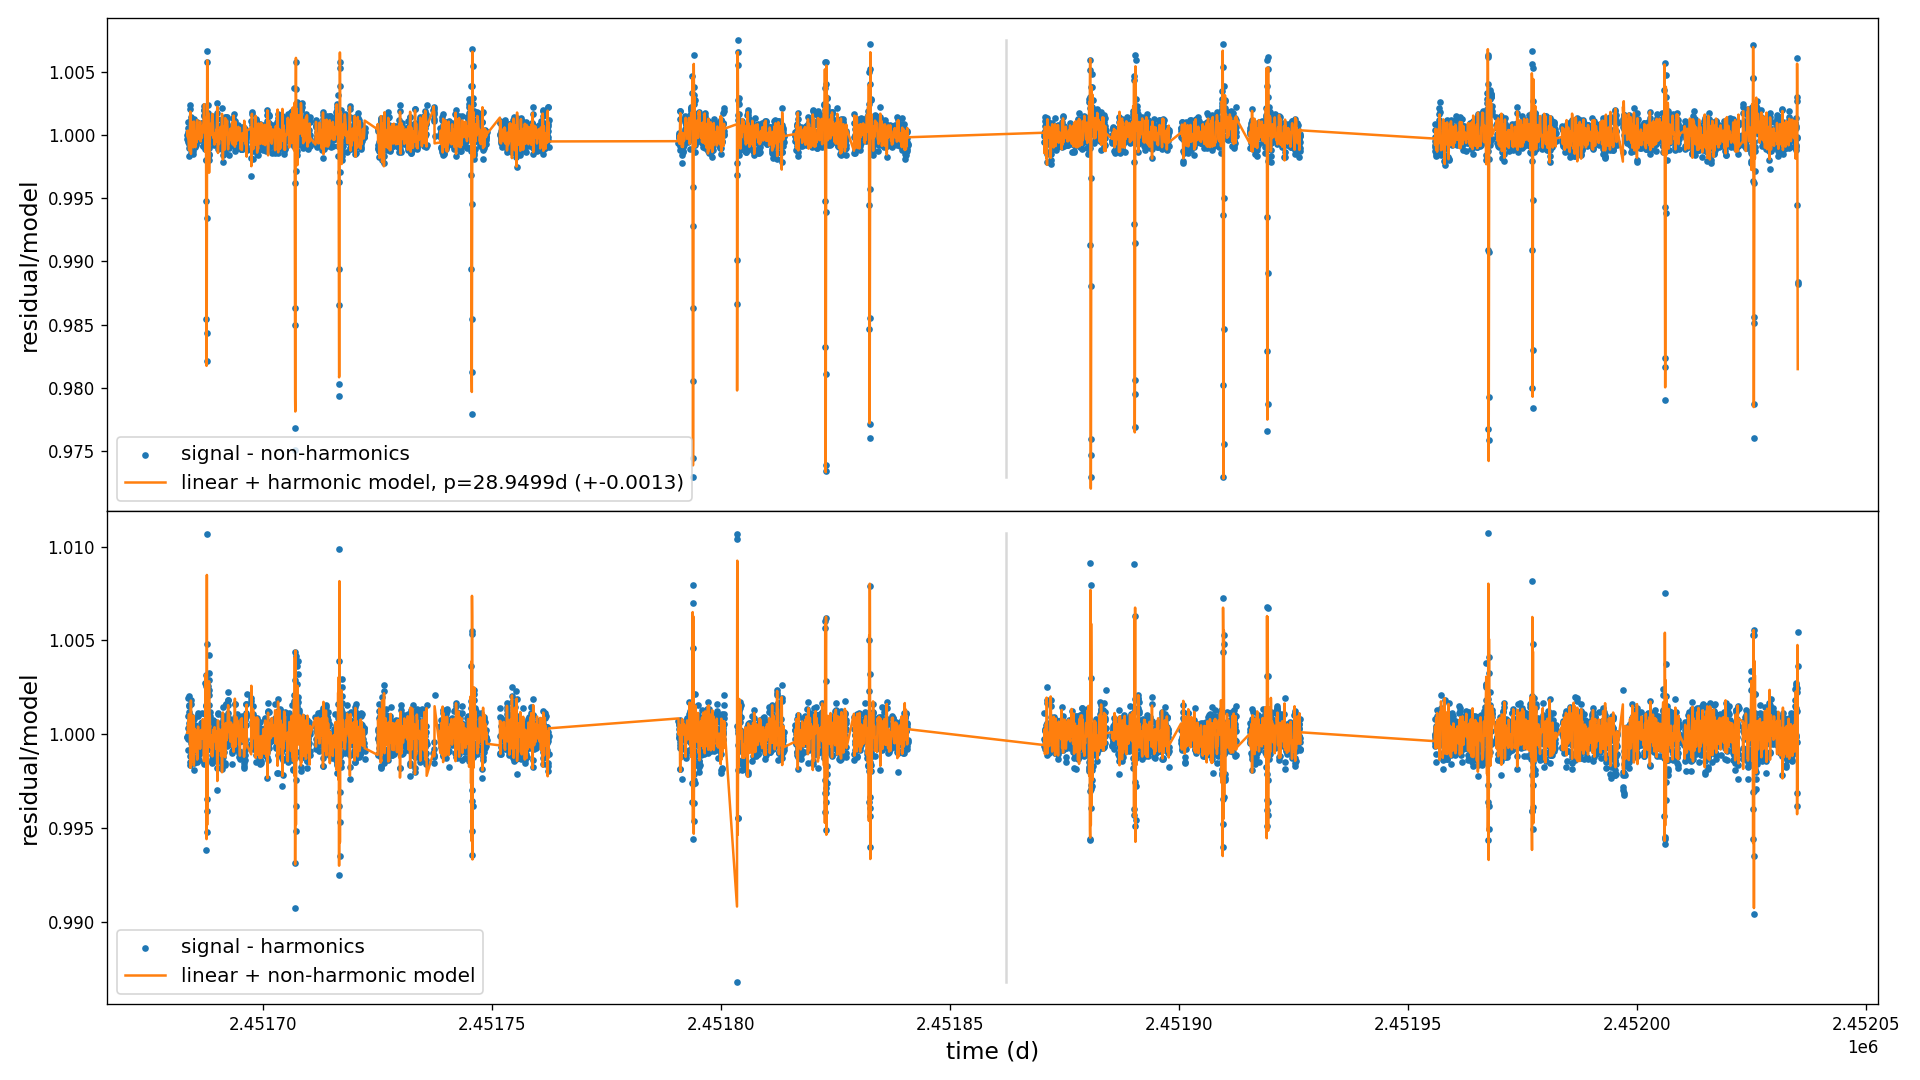 residual/model
1.005
1.000
0.995
0.990
0.985
0.980
0.975
signal - non-harmonics
linear + harmonic model, p=28.9499d (+-0.0013)
residual/model
1.010
1.005
1.000
0.995
0.990
signal - harmonics
linear + non-harmonic model
2.45170 2.45175 2.45180 2.45185 2.45190 2.45195 2.45200 2.45205
time (d)
1e6